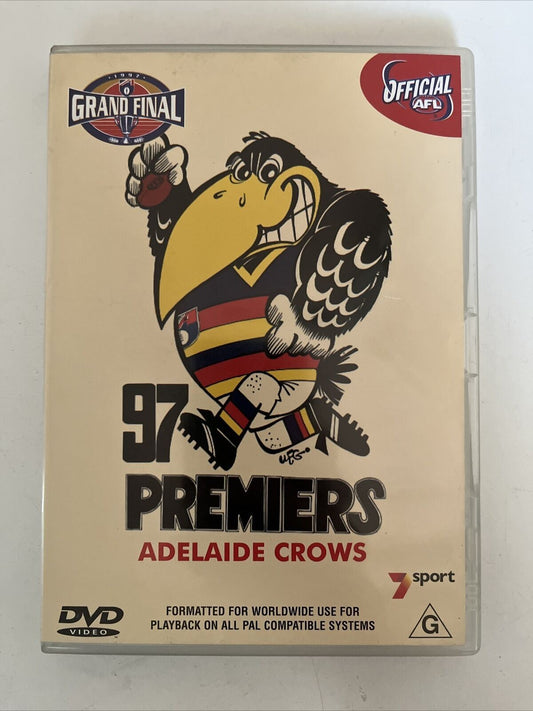 1997
GRAND FINAL
OFFICIAL
AFL
97
WEG
PREMIERS
ADELAIDE CROWS
7 sport
DVD
VIDEO
FORMATTED FOR WORLDWIDE USE FOR
PLAYBACK ON ALL PAL COMPATIBLE SYSTEMS
G